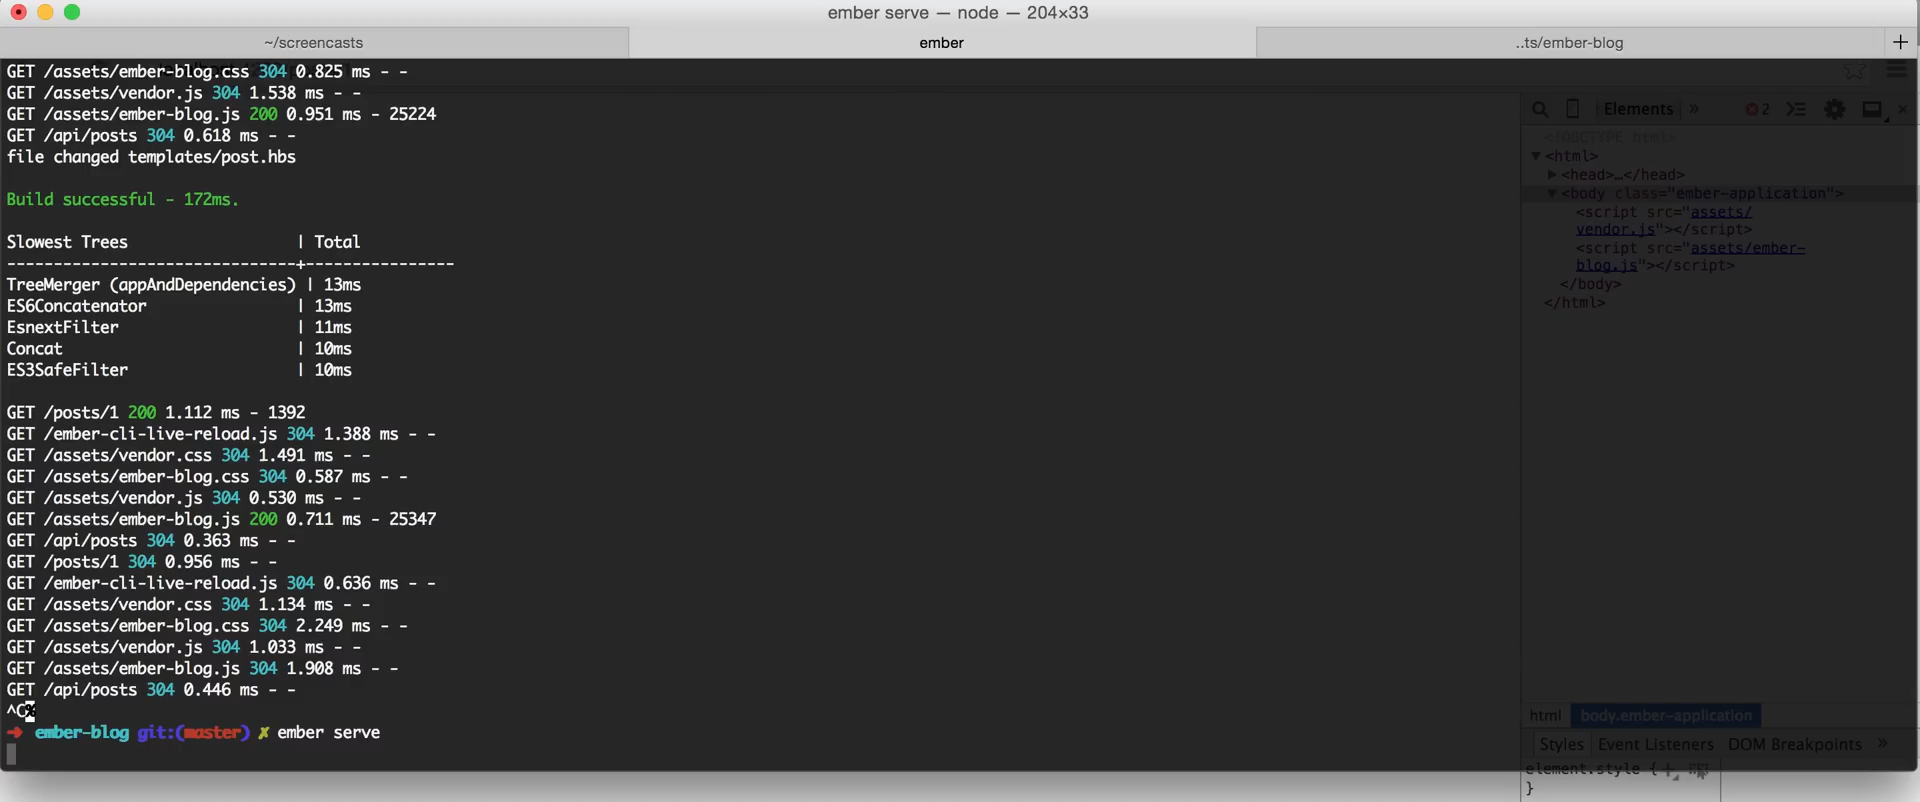 ember serve — node — 204×33
~/screencasts
ember
..ts/ember-blog
GET /assets/ember-blog.css 304 0.825 ms - -
GET /assets/vendor.js 304 1.538 ms - -
GET /assets/ember-blog.js 200 0.951 ms - 25224
GET /api/posts 304 0.618 ms - -
file changed templates/post.hbs
Build successful - 172ms.
Slowest Trees | Total
-------------------------------+----------------
TreeMerger (appAndDependencies) | 13ms
ES6Concatenator | 13ms
EsnextFilter | 11ms
Concat | 10ms
ES3SafeFilter | 10ms
GET /posts/1 200 1.112 ms - 1392
GET /ember-cli-live-reload.js 304 1.388 ms - -
GET /assets/vendor.css 304 1.491 ms - -
GET /assets/ember-blog.css 304 0.587 ms - -
GET /assets/vendor.js 304 0.530 ms - -
GET /assets/ember-blog.js 200 0.711 ms - 25347
GET /api/posts 304 0.363 ms - -
GET /posts/1 304 0.956 ms - -
GET /ember-cli-live-reload.js 304 0.636 ms - -
GET /assets/vendor.css 304 1.134 ms - -
GET /assets/ember-blog.css 304 2.249 ms - -
GET /assets/vendor.js 304 1.033 ms - -
GET /assets/ember-blog.js 304 1.908 ms - -
GET /api/posts 304 0.446 ms - -
^C%
➜ ember-blog git:(master) ✗ ember serve
Elements » 2
<!DOCTYPE html>
▼<html>
▶<head>…</head>
▼<body class="ember-application">
<script src="assets/
vendor.js"></script>
<script src="assets/ember-
blog.js"></script>
</body>
</html>
html body.ember-application
Styles Event Listeners DOM Breakpoints »
element.style {
}